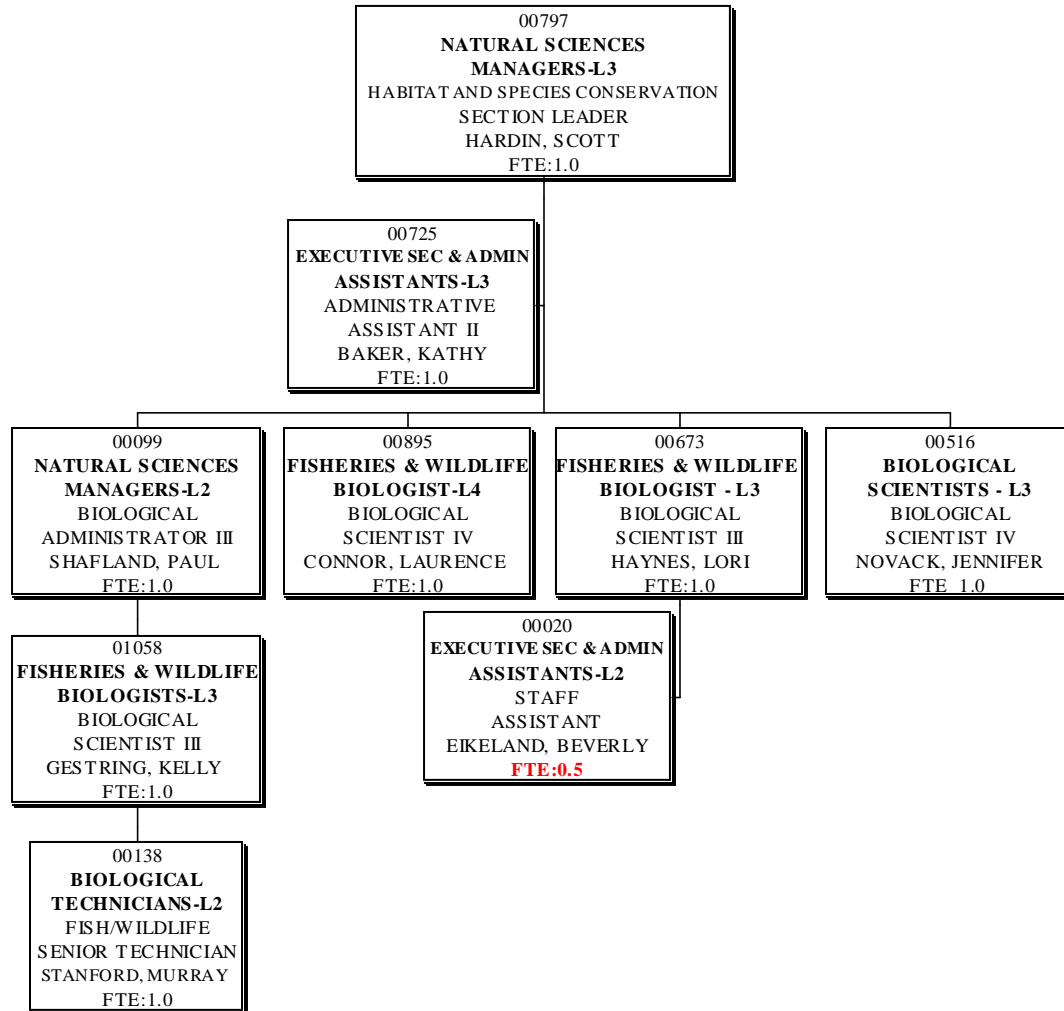 00797
NATURAL SCIENCES
MANAGERS-L3
HABITAT AND SPECIES CONSERVATION
SECTION LEADER
HARDIN, SCOTT
FTE:1.0
00725
EXECUTIVE SEC & ADMIN
ASSISTANTS-L3
ADMINISTRATIVE
ASSISTANT II
BAKER, KATHY
FTE:1.0
00099
NATURAL SCIENCES
MANAGERS-L2
BIOLOGICAL
ADMINISTRATOR III
SHAFLAND, PAUL
FTE:1.0
00895
FISHERIES & WILDLIFE
BIOLOGIST-L4
BIOLOGICAL
SCIENTIST IV
CONNOR, LAURENCE
FTE:1.0
00673
FISHERIES & WILDLIFE
BIOLOGIST - L3
BIOLOGICAL
SCIENTIST III
HAYNES, LORI
FTE:1.0
00516
BIOLOGICAL
SCIENTISTS - L3
BIOLOGICAL
SCIENTIST IV
NOVACK, JENNIFER
FTE 1.0
01058
FISHERIES & WILDLIFE
BIOLOGISTS-L3
BIOLOGICAL
SCIENTIST III
GESTRING, KELLY
FTE:1.0
00020
EXECUTIVE SEC & ADMIN
ASSISTANTS-L2
STAFF
ASSISTANT
EIKELAND, BEVERLY
FTE:0.5
00138
BIOLOGICAL
TECHNICIANS-L2
FISH/WILDLIFE
SENIOR TECHNICIAN
STANFORD, MURRAY
FTE:1.0